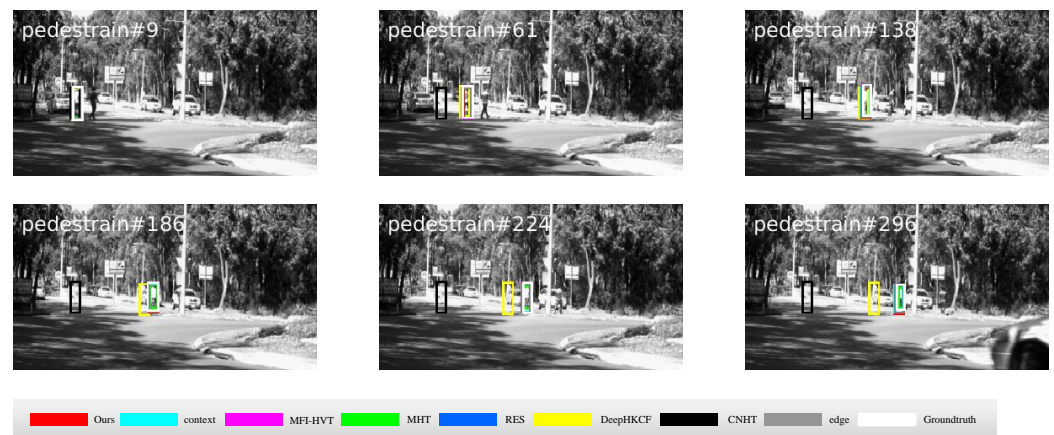 pedestrain#9
pedestrain#61
pedestrain#138
pedestrain#186
pedestrain#224
pedestrain#296
Ours context MFI-HVT MHT RES DeepHKCF CNHT edge Groundtruth